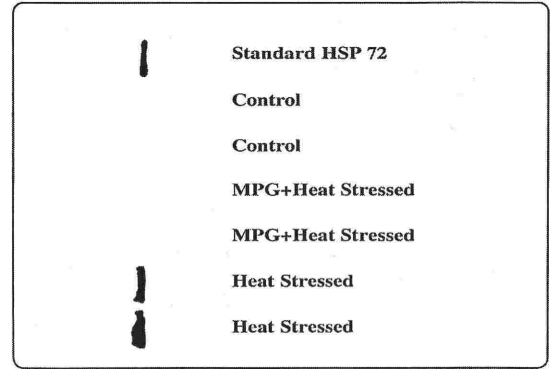 Standard HSP 72
Control
Control
MPG+Heat Stressed
MPG+Heat Stressed
Heat Stressed
Heat Stressed